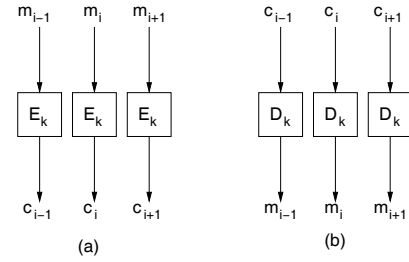 m_{i−1} m_i m_{i+1} c_{i−1} c_i c_{i+1}
E_k E_k E_k D_k D_k D_k
c_{i−1} c_i c_{i+1} m_{i−1} m_i m_{i+1}
(a) (b)